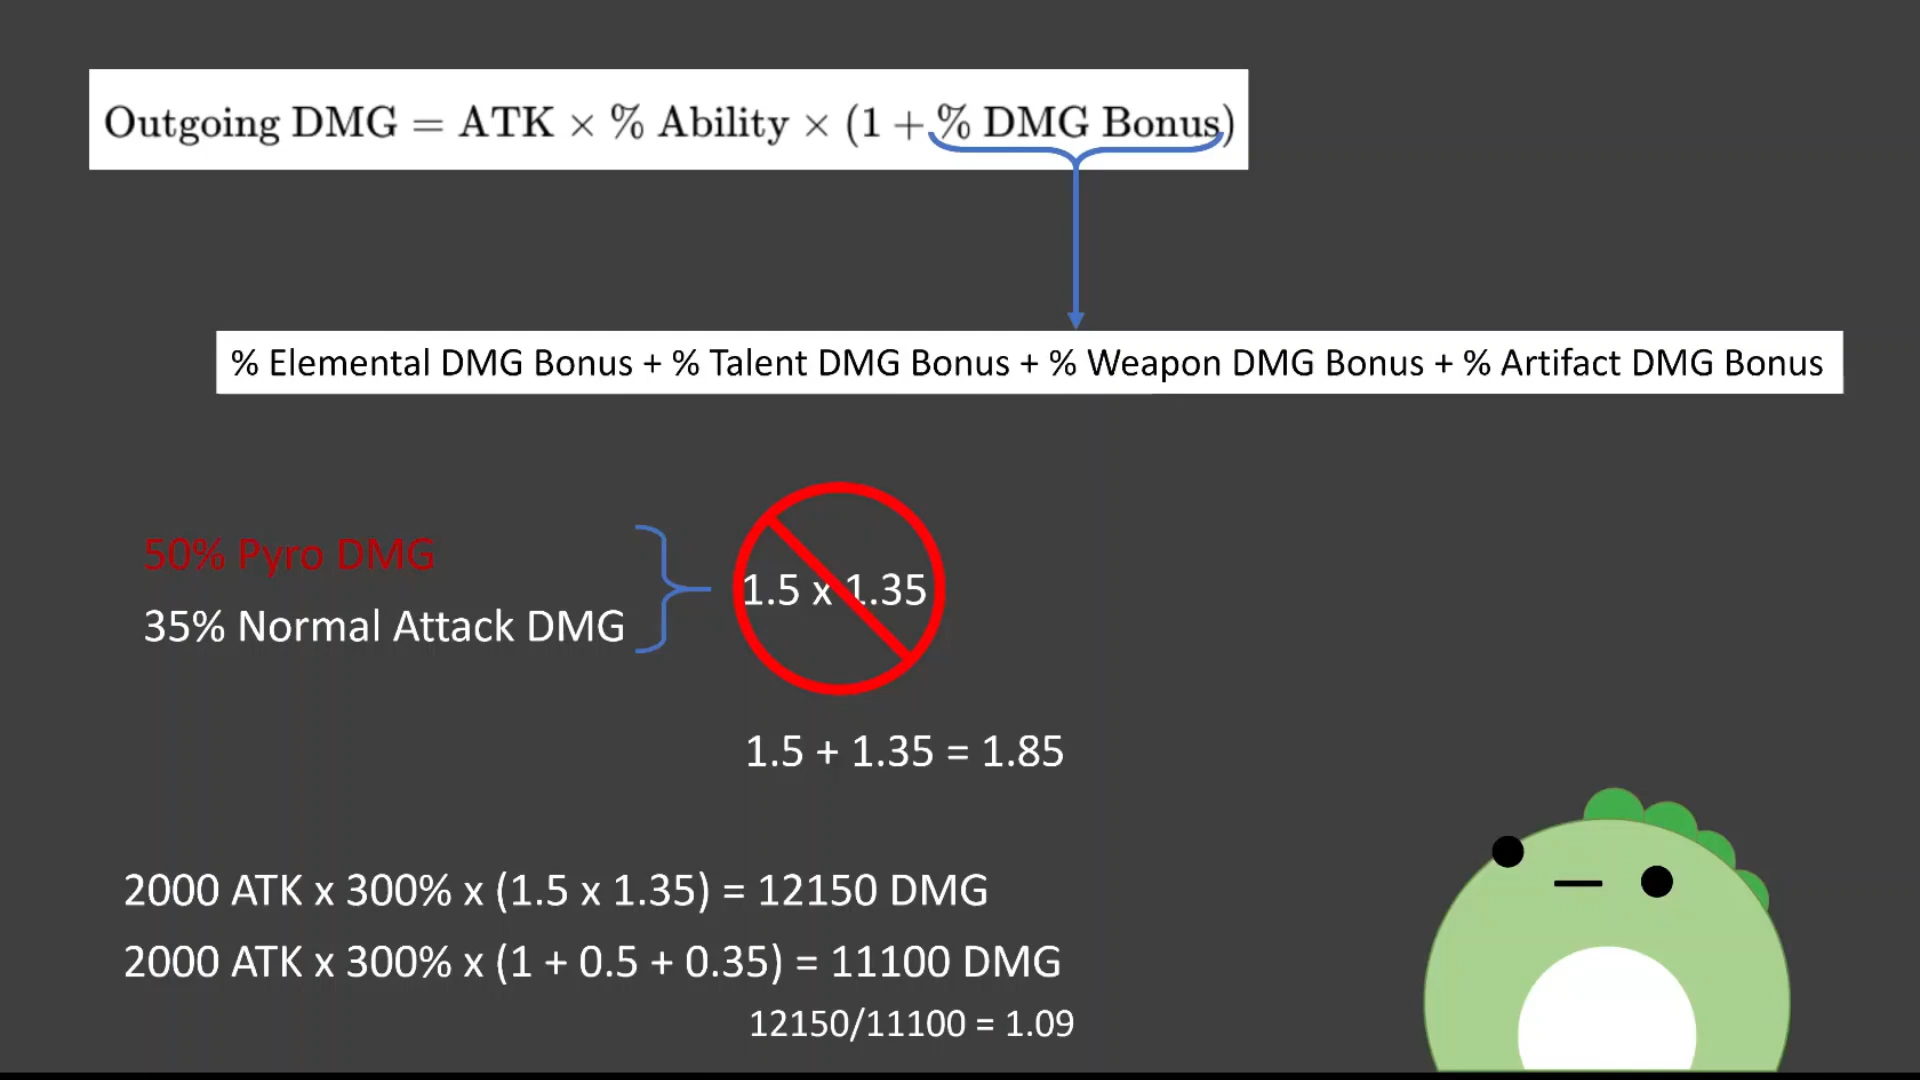 Outgoing DMG = ATK × % Ability × (1 + % DMG Bonus)
% Elemental DMG Bonus + % Talent DMG Bonus + % Weapon DMG Bonus + % Artifact DMG Bonus
50% Pyro DMG
35% Normal Attack DMG
1.5 x 1.35
1.5 + 1.35 = 1.85
2000 ATK x 300% x (1.5 x 1.35) = 12150 DMG
2000 ATK x 300% x (1 + 0.5 + 0.35) = 11100 DMG
12150/11100 = 1.09